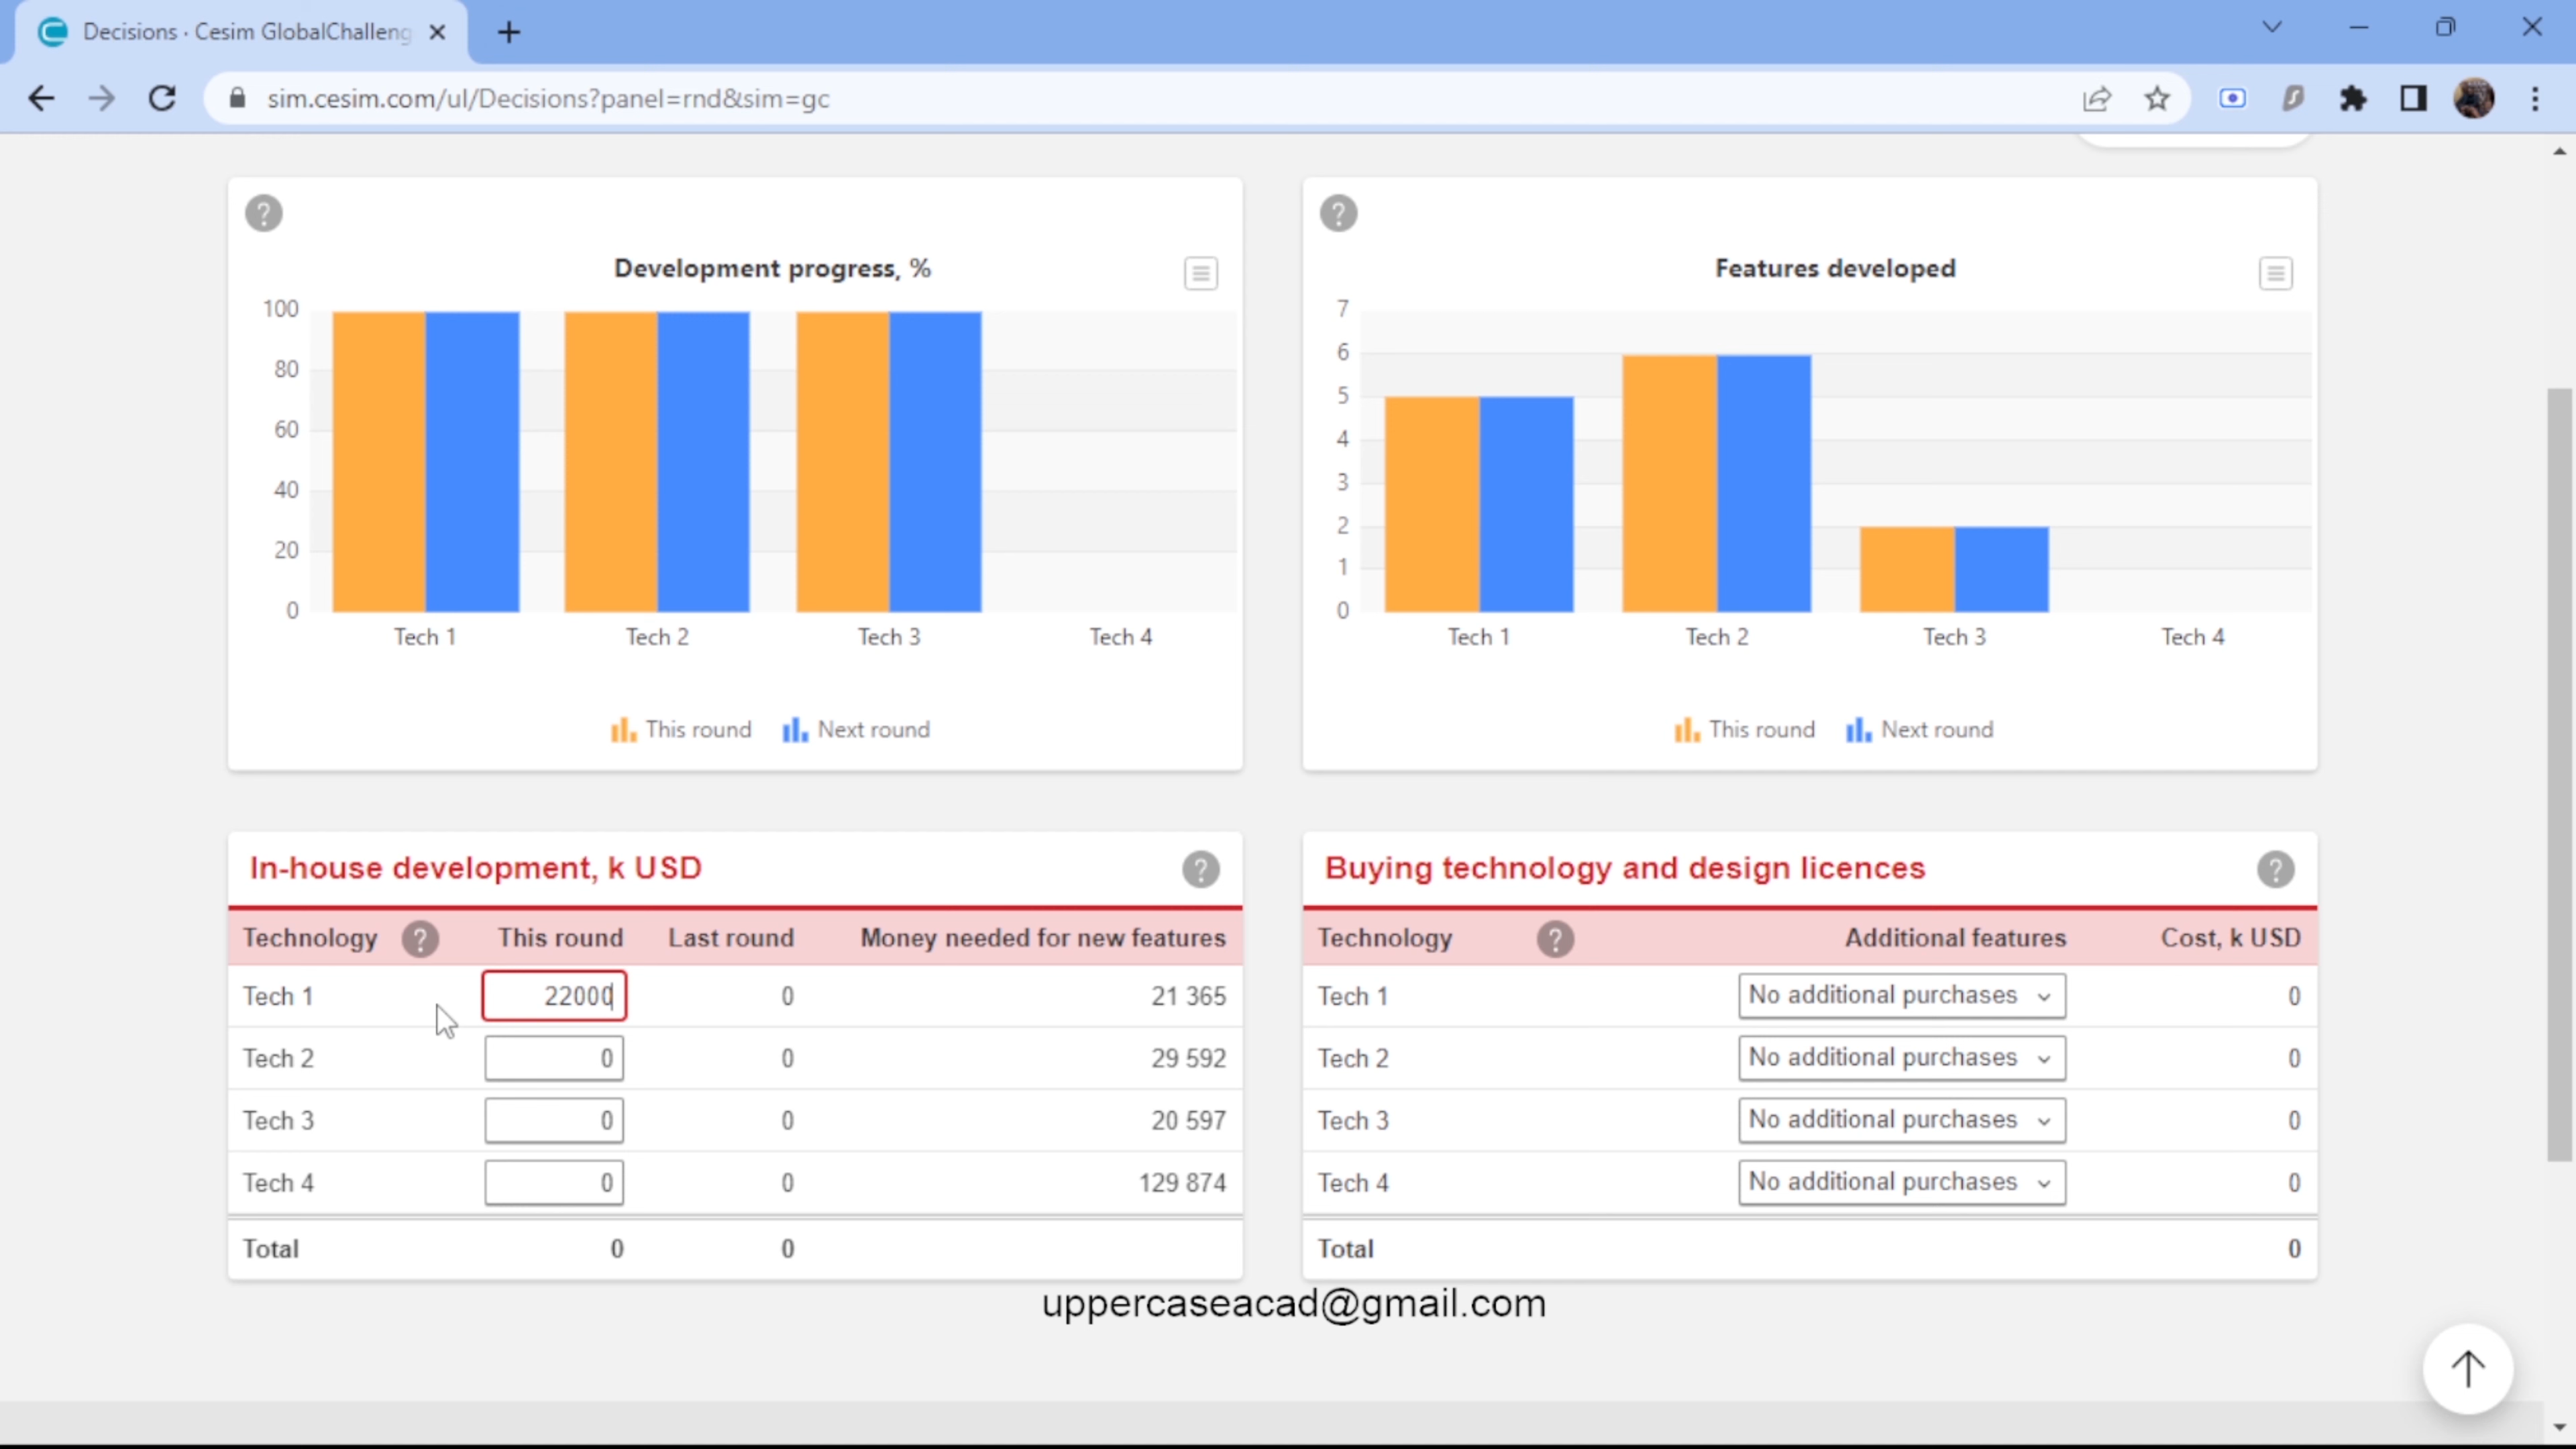 Decisions · Cesim GlobalChalleng
sim.cesim.com/ul/Decisions?panel=rnd&sim=gc
?
Development progress, %
100
80
60
40
20
0
Tech 1 Tech 2 Tech 3 Tech 4
This round Next round
?
Features developed
7
6
5
4
3
2
1
0
Tech 1 Tech 2 Tech 3 Tech 4
This round Next round
In-house development, k USD ?
Technology ? This round Last round Money needed for new features
Tech 1 22000 0 21 365
Tech 2 0 0 29 592
Tech 3 0 0 20 597
Tech 4 0 0 129 874
Total 0 0
Buying technology and design licences ?
Technology ? Additional features Cost, k USD
Tech 1 No additional purchases 0
Tech 2 No additional purchases 0
Tech 3 No additional purchases 0
Tech 4 No additional purchases 0
Total 0
uppercaseacad@gmail.com